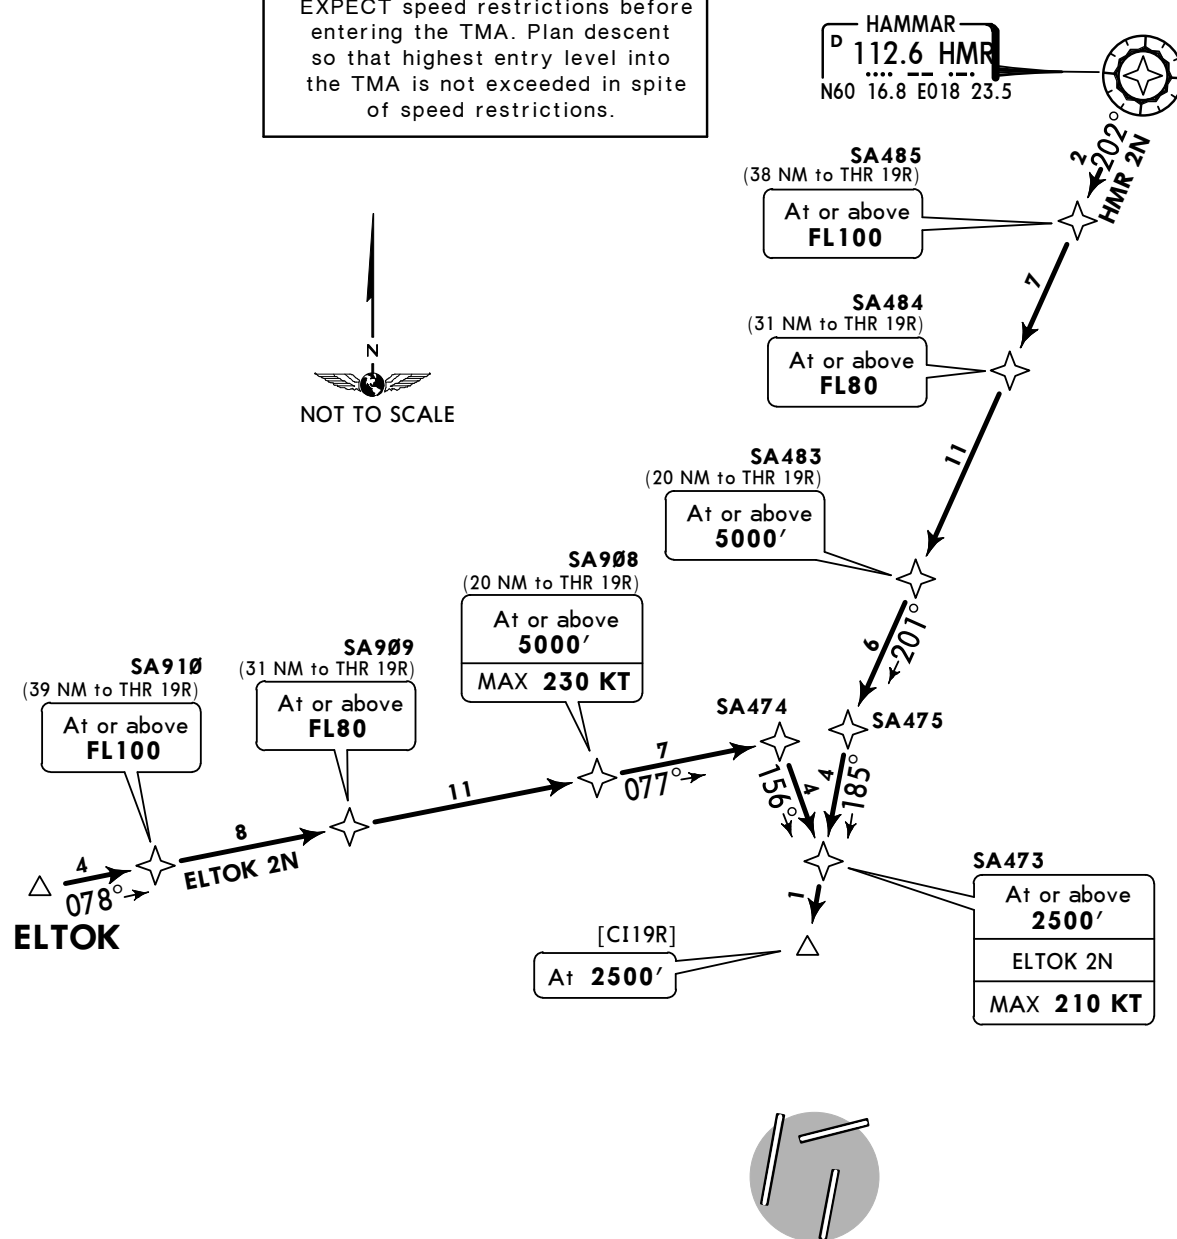 EXPECT speed restrictions before
entering the TMA. Plan descent
so that highest entry level into
the TMA is not exceeded in spite
of speed restrictions.
HAMMAR
D 112.6 HMR
N60 16.8 E018 23.5
2
202°
HMR 2N
SA485
(38 NM to THR 19R)
At or above
FL100
7
SA484
(31 NM to THR 19R)
At or above
FL80
N
NOT TO SCALE
11
SA483
(20 NM to THR 19R)
At or above
5000′
6
201°
SA9Ø8
(20 NM to THR 19R)
At or above
5000′
MAX 230 KT
SA9Ø9
(31 NM to THR 19R)
At or above
FL80
SA91Ø
(39 NM to THR 19R)
At or above
FL100
SA474
SA475
7
077°
11
8
ELTOK 2N
4
078°
ELTOK
156°
4
4
185°
SA473
At or above
2500′
ELTOK 2N
MAX 210 KT
1
[CI19R]
At 2500′